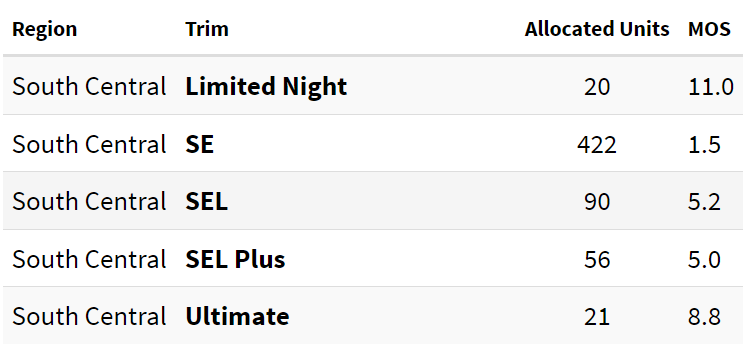 Region Trim Allocated Units MOS
South Central Limited Night 20 11.0
South Central SE 422 1.5
South Central SEL 90 5.2
South Central SEL Plus 56 5.0
South Central Ultimate 21 8.8